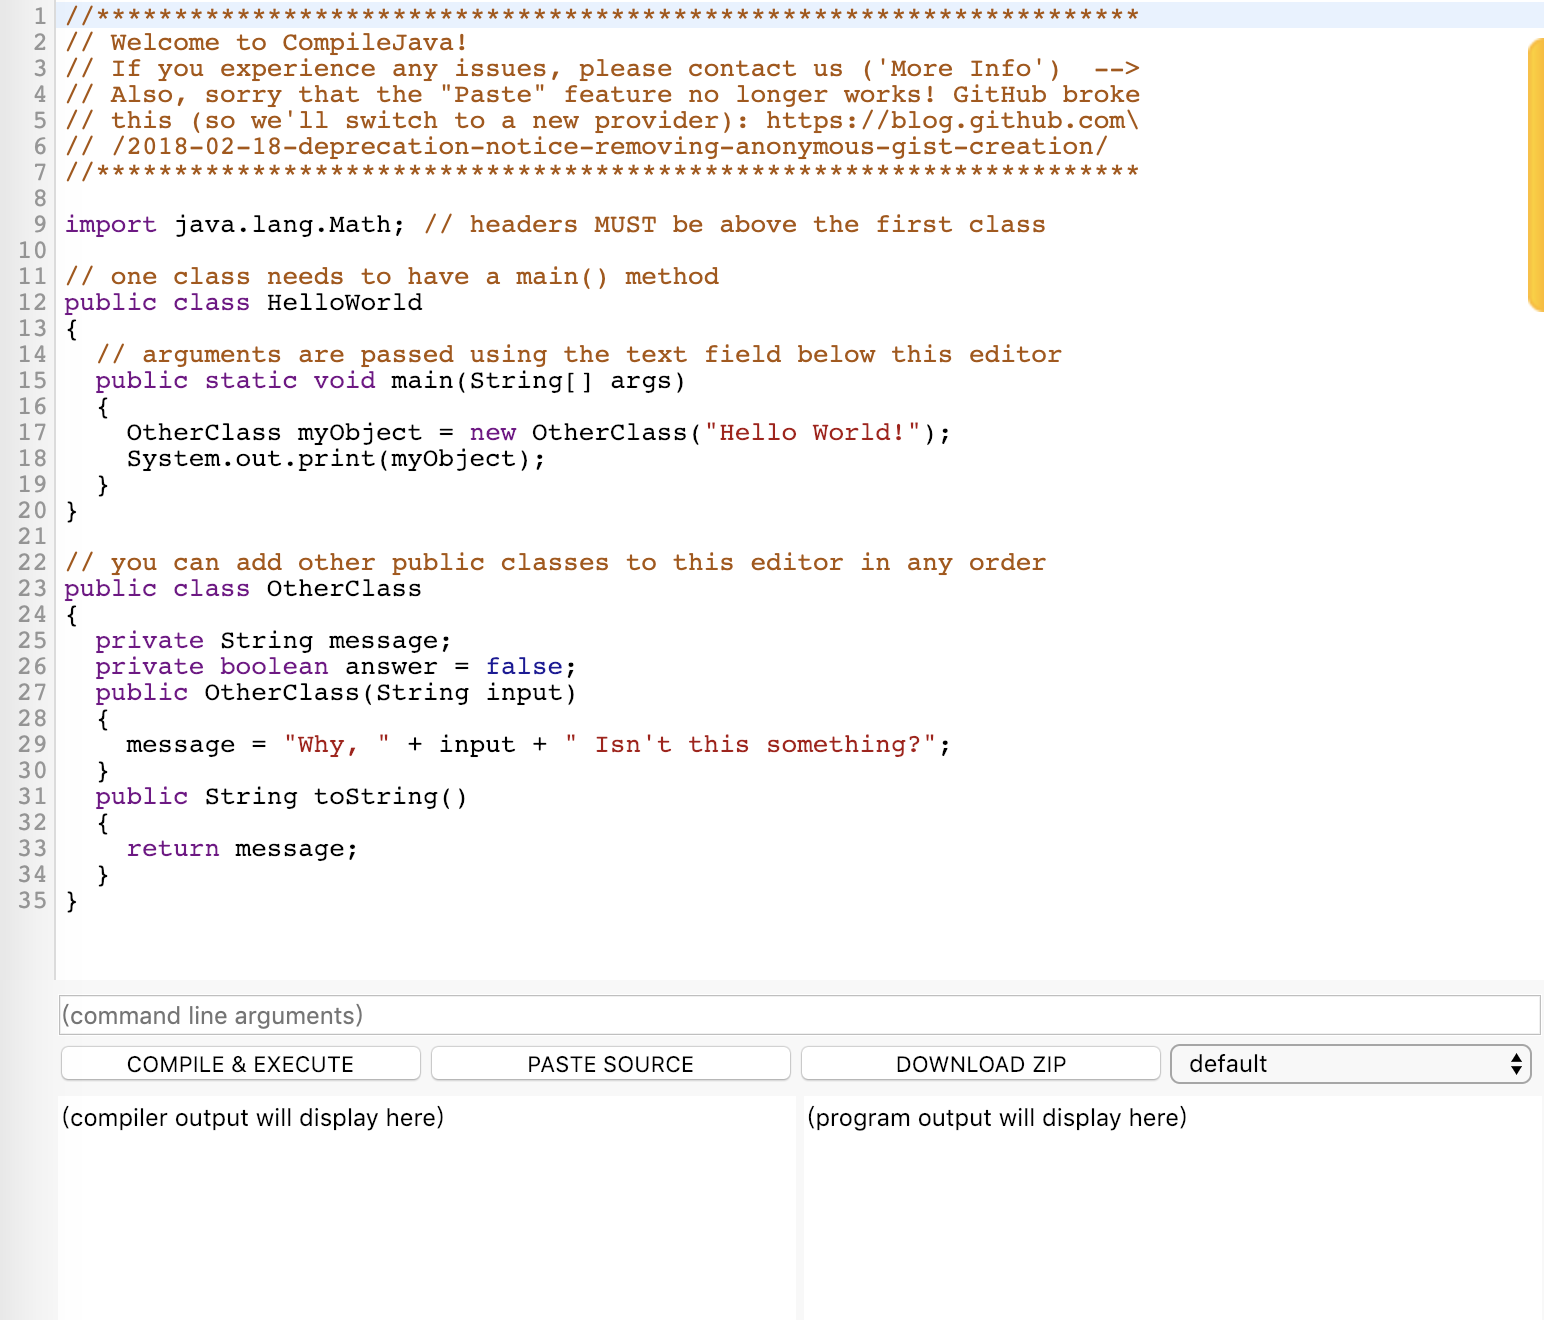 1 //*******************************************************************
2 // Welcome to CompileJava!
3 // If you experience any issues, please contact us ('More Info')  -->
4 // Also, sorry that the "Paste" feature no longer works! GitHub broke
5 // this (so we'll switch to a new provider): https://blog.github.com\
6 // /2018-02-18-deprecation-notice-removing-anonymous-gist-creation/
7 //*******************************************************************
8
9 import java.lang.Math; // headers MUST be above the first class
10
11 // one class needs to have a main() method
12 public class HelloWorld
13 {
14   // arguments are passed using the text field below this editor
15   public static void main(String[] args)
16   {
17     OtherClass myObject = new OtherClass("Hello World!");
18     System.out.print(myObject);
19   }
20 }
21
22 // you can add other public classes to this editor in any order
23 public class OtherClass
24 {
25   private String message;
26   private boolean answer = false;
27   public OtherClass(String input)
28   {
29     message = "Why, " + input + " Isn't this something?";
30   }
31   public String toString()
32   {
33     return message;
34   }
35 }
(command line arguments)
COMPILE & EXECUTE PASTE SOURCE DOWNLOAD ZIP default
(compiler output will display here) (program output will display here)